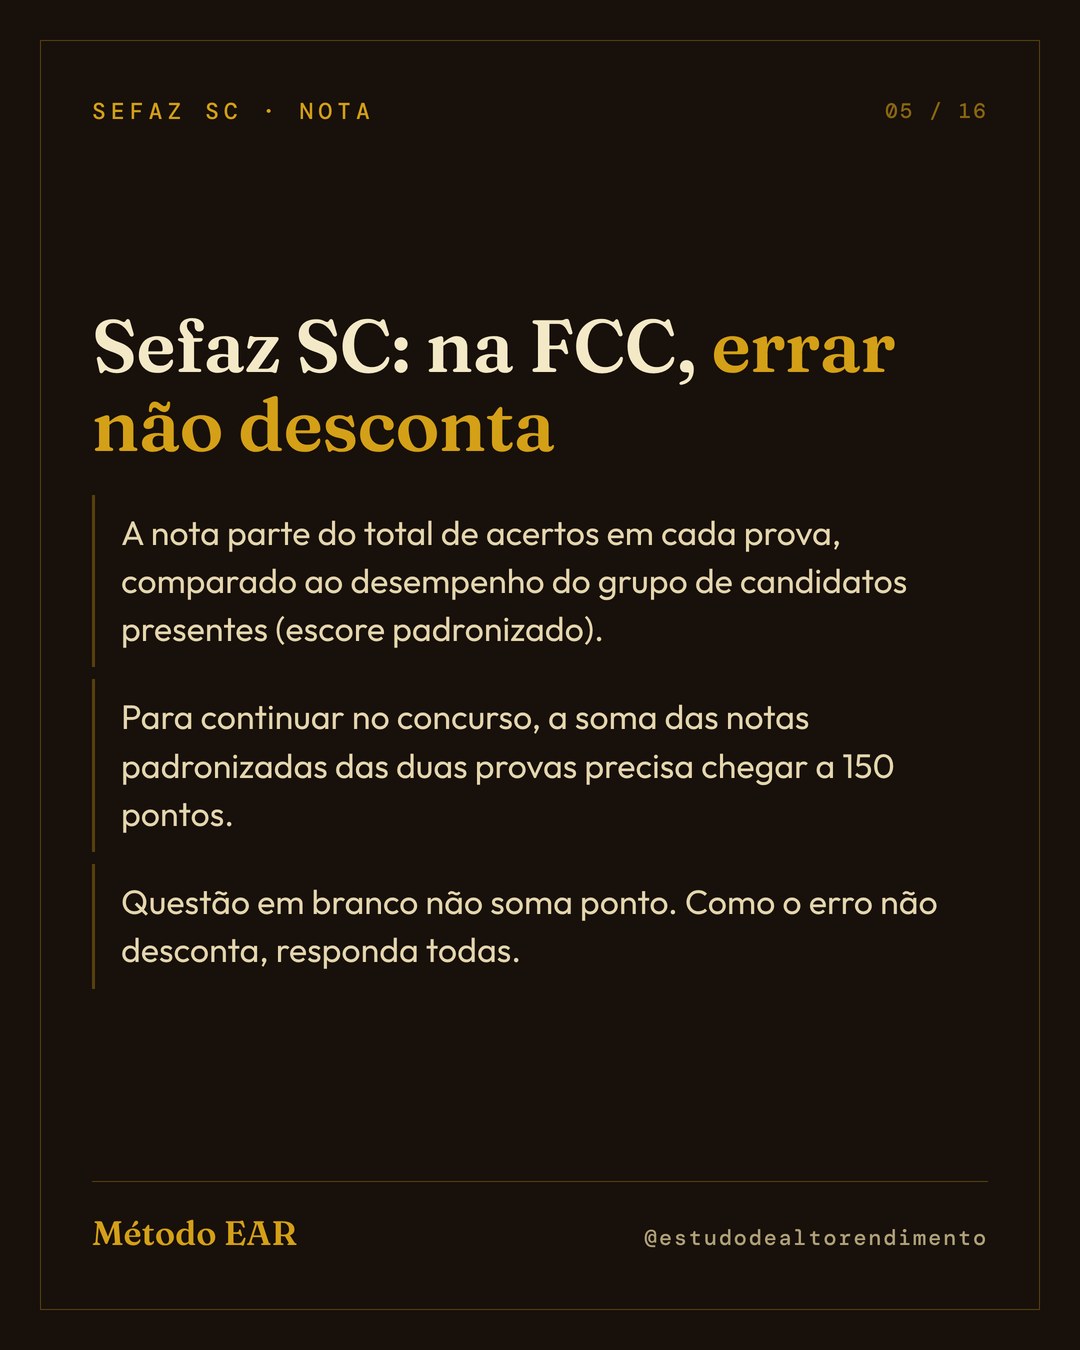 SEFAZ SC · NOTA
05 / 16
Sefaz SC: na FCC, errar
não desconta
A nota parte do total de acertos em cada prova,
comparado ao desempenho do grupo de candidatos
presentes (escore padronizado).
Para continuar no concurso, a soma das notas
padronizadas das duas provas precisa chegar a 150
pontos.
Questão em branco não soma ponto. Como o erro não
desconta, responda todas.
Método EAR
@estudodealtorendimento